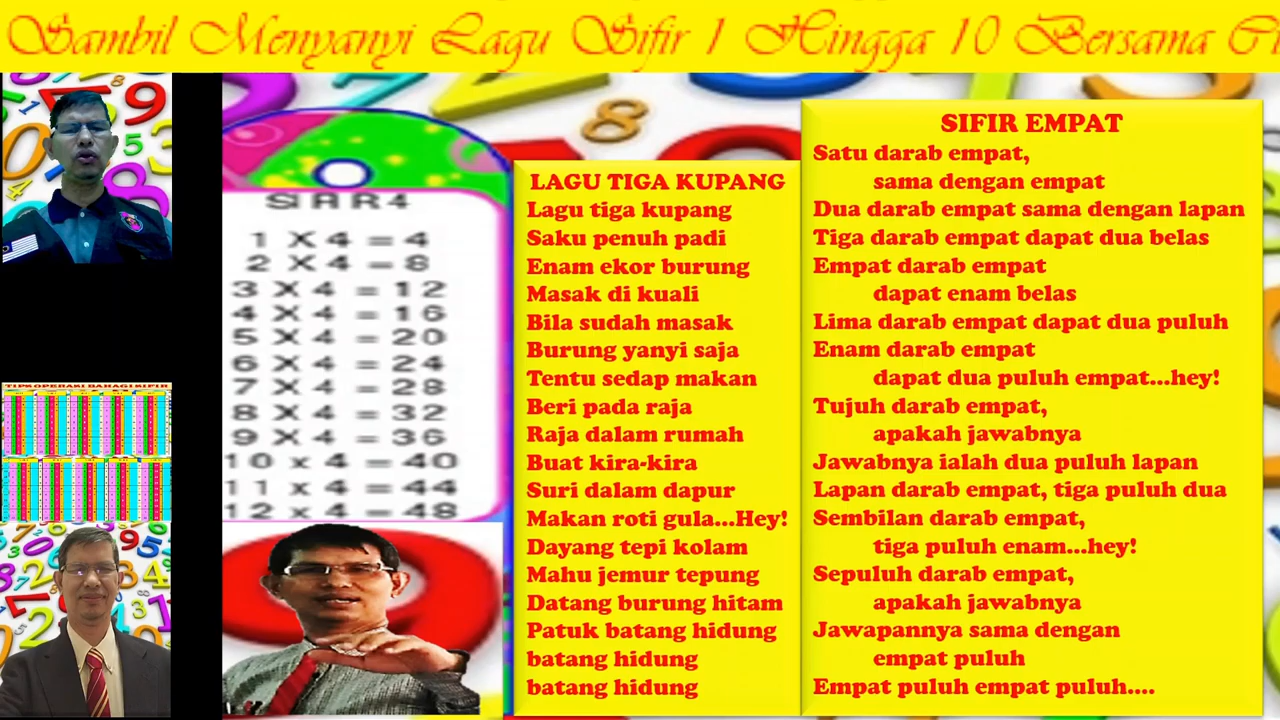 Sambil Menyanyi Lagu Sifir 1 Hingga 10 Bersama
TIPS OPERASI BAHAGI SIFIR
1 X 4 = 4
2 X 4 = 8
3 X 4 = 12
4 X 4 = 16
5 X 4 = 20
6 X 4 = 24
7 X 4 = 28
8 X 4 = 32
9 X 4 = 36
10 x 4 = 40
11 x 4 = 44
12 x 4 = 48
LAGU TIGA KUPANG
Lagu tiga kupang
Saku penuh padi
Enam ekor burung
Masak di kuali
Bila sudah masak
Burung yanyi saja
Tentu sedap makan
Beri pada raja
Raja dalam rumah
Buat kira-kira
Suri dalam dapur
Makan roti gula...Hey!
Dayang tepi kolam
Mahu jemur tepung
Datang burung hitam
Patuk batang hidung
batang hidung
batang hidung
SIFIR EMPAT
Satu darab empat,
sama dengan empat
Dua darab empat sama dengan lapan
Tiga darab empat dapat dua belas
Empat darab empat
dapat enam belas
Lima darab empat dapat dua puluh
Enam darab empat
dapat dua puluh empat...hey!
Tujuh darab empat,
apakah jawabnya
Jawabnya ialah dua puluh lapan
Lapan darab empat, tiga puluh dua
Sembilan darab empat,
tiga puluh enam...hey!
Sepuluh darab empat,
apakah jawabnya
Jawapannya sama dengan
empat puluh
Empat puluh empat puluh....